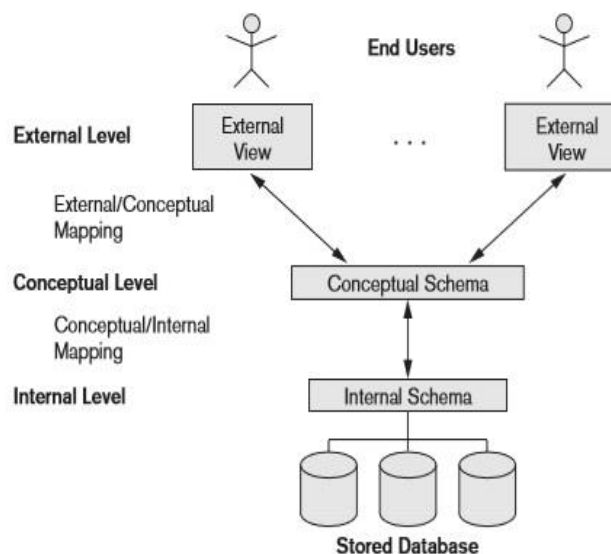 End Users
External Level
External
View
. . .
External
View
External/Conceptual
Mapping
Conceptual Level
Conceptual Schema
Conceptual/Internal
Mapping
Internal Level
Internal Schema
Stored Database